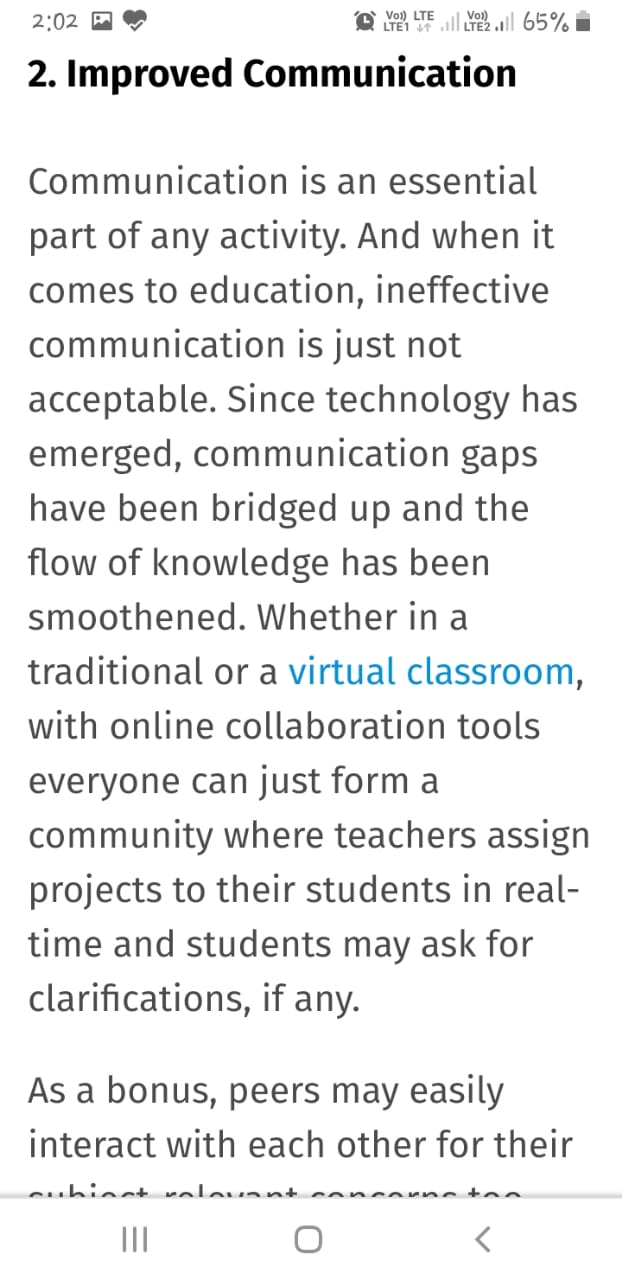 2:02
Vo)) LTE
LTE1
Vo))
LTE2
65%
2. Improved Communication
Communication is an essential
part of any activity. And when it
comes to education, ineffective
communication is just not
acceptable. Since technology has
emerged, communication gaps
have been bridged up and the
flow of knowledge has been
smoothened. Whether in a
traditional or a virtual classroom,
with online collaboration tools
everyone can just form a
community where teachers assign
projects to their students in real-
time and students may ask for
clarifications, if any.
As a bonus, peers may easily
interact with each other for their
subject relevant concerns too